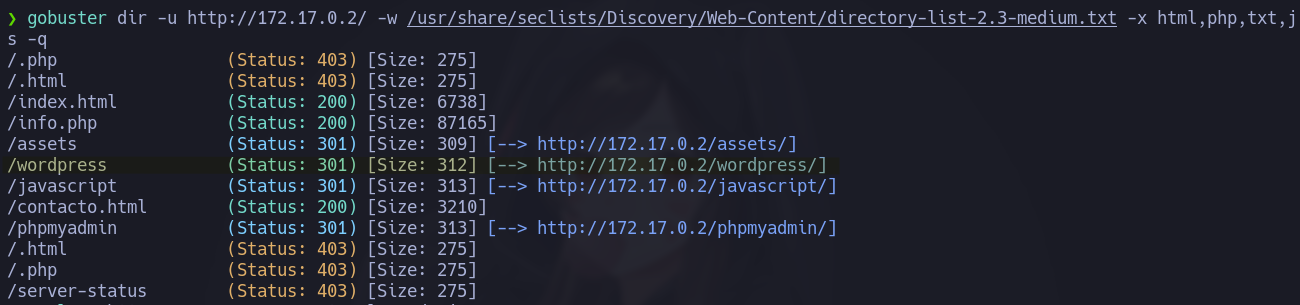 ❯ gobuster dir -u http://172.17.0.2/ -w /usr/share/seclists/Discovery/Web-Content/directory-list-2.3-medium.txt -x html,php,txt,j
s -q
/.php (Status: 403) [Size: 275]
/.html (Status: 403) [Size: 275]
/index.html (Status: 200) [Size: 6738]
/info.php (Status: 200) [Size: 87165]
/assets (Status: 301) [Size: 309] [--> http://172.17.0.2/assets/]
/wordpress (Status: 301) [Size: 312] [--> http://172.17.0.2/wordpress/]
/javascript (Status: 301) [Size: 313] [--> http://172.17.0.2/javascript/]
/contacto.html (Status: 200) [Size: 3210]
/phpmyadmin (Status: 301) [Size: 313] [--> http://172.17.0.2/phpmyadmin/]
/.html (Status: 403) [Size: 275]
/.php (Status: 403) [Size: 275]
/server-status (Status: 403) [Size: 275]